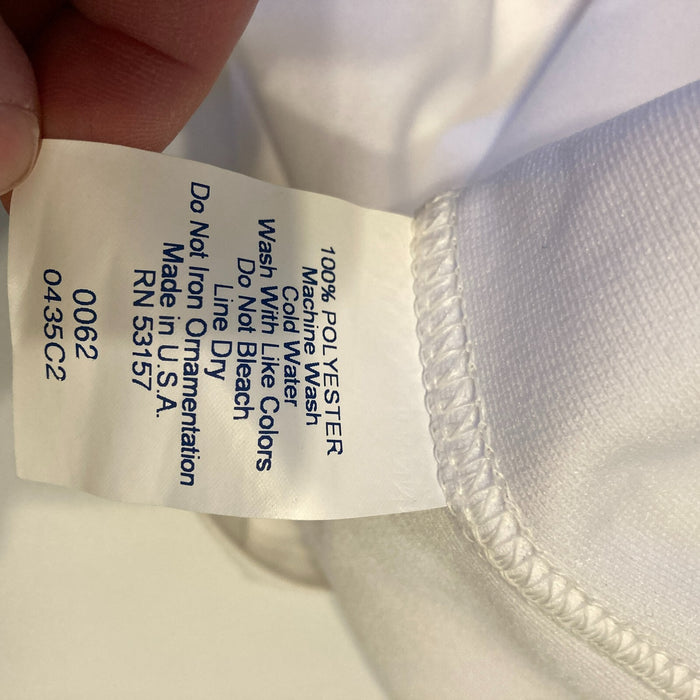 100% POLYESTER
Machine Wash
Cold Water
Wash With Like Colors
Do Not Bleach
Line Dry
Do Not Iron Ornamentation
Made in U.S.A.
RN 53157
0062
0435C2